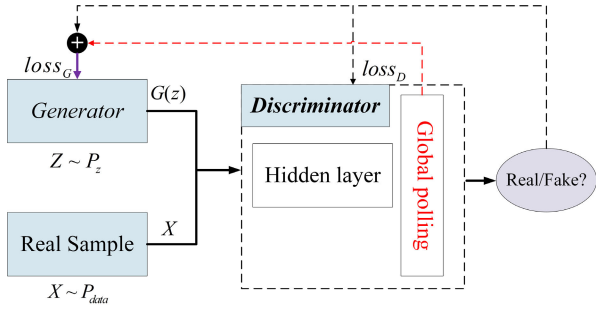 +
loss_G
loss_D
Generator
G(z)
Z ~ P_z
Discriminator
Hidden layer
Global polling
Real/Fake?
Real Sample
X
X ~ P_data